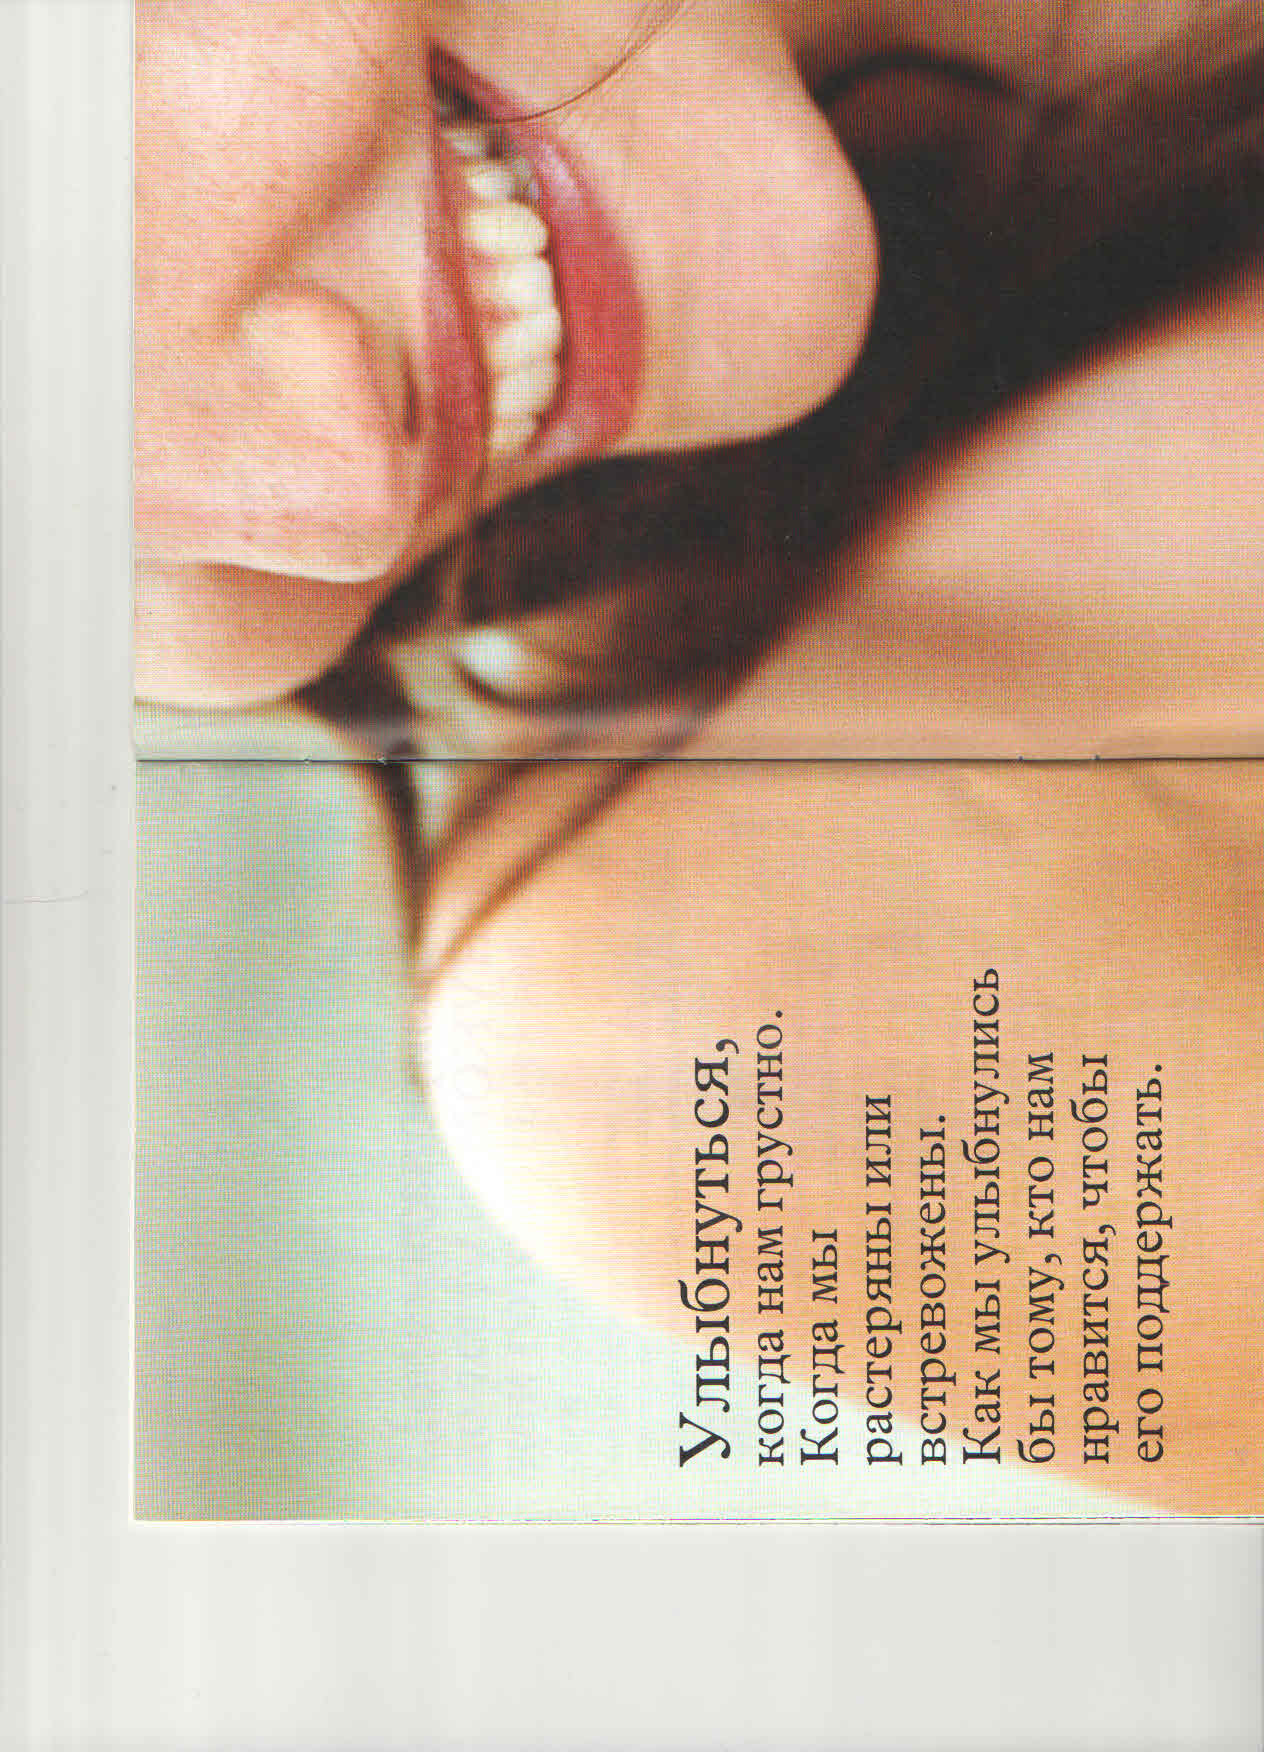 Улыбнуться,
когда нам грустно.
Когда мы
растеряны или
встревожены.
Как мы улыбнулись
бы тому, кто нам
нравится, чтобы
его поддержать.